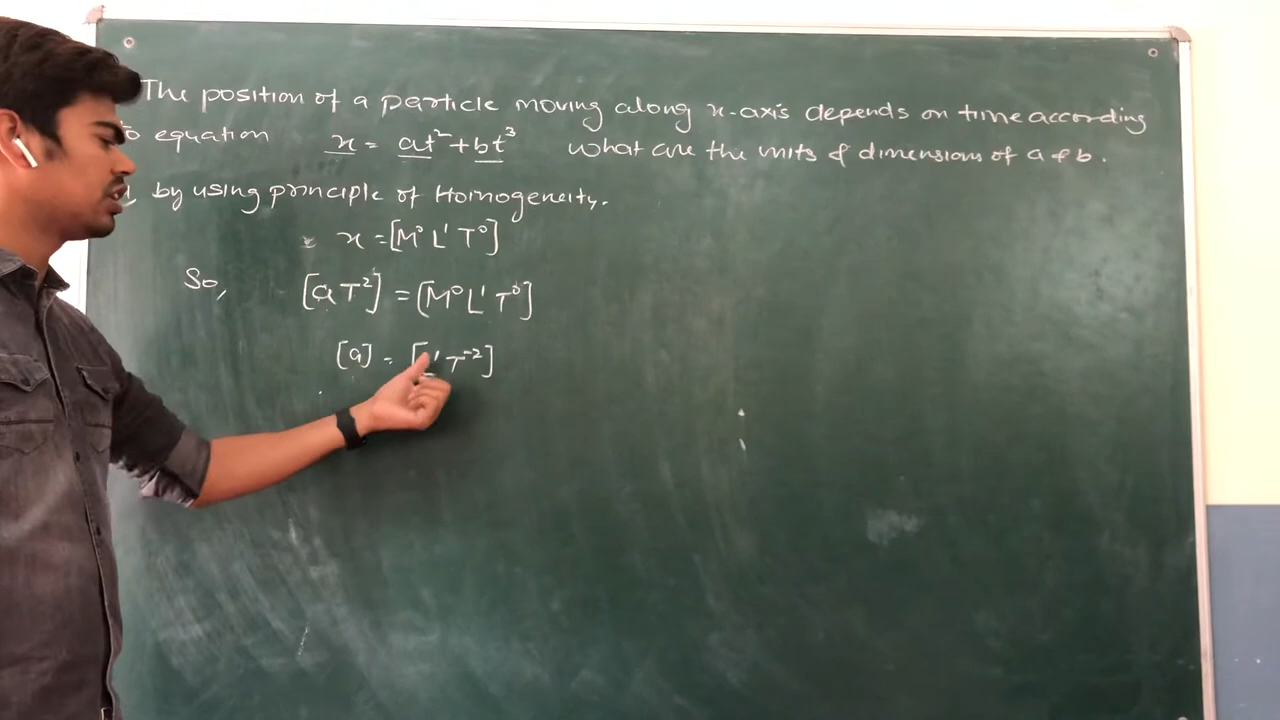 The position of a particle moving along x-axis depends on time according
to equation x = at² + bt³ what are the units & dimensions of a & b.
by using principle of Homogeneity.
x = [M⁰ L¹ T⁰]
So, [a T²] = [M⁰ L¹ T⁰]
[a] = [L¹ T⁻²]